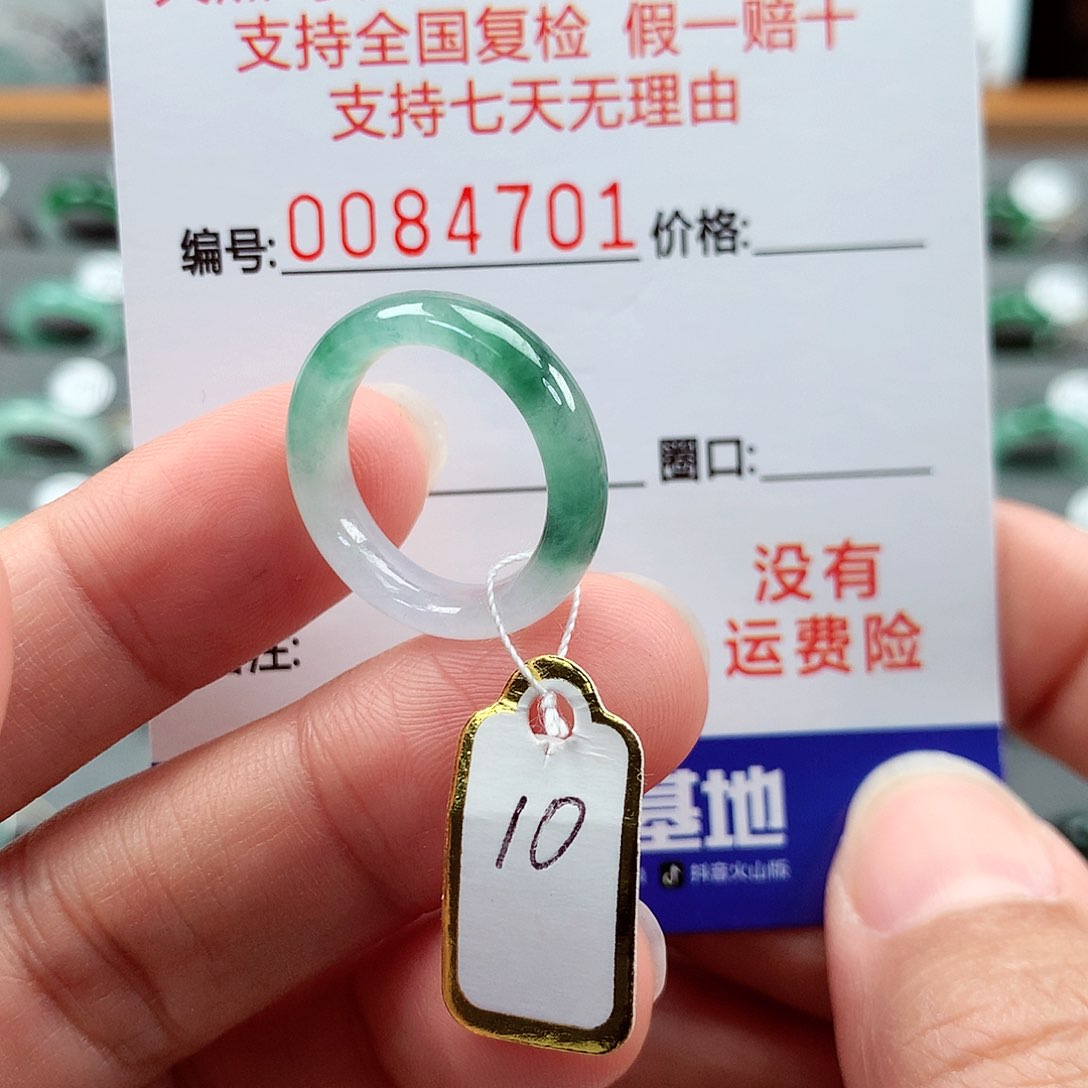 支持全国复检 假一赔十
支持七天无理由
编号:0084701 价格:
圈口:
没有
运费险
注:
基地
抖音火山版
10